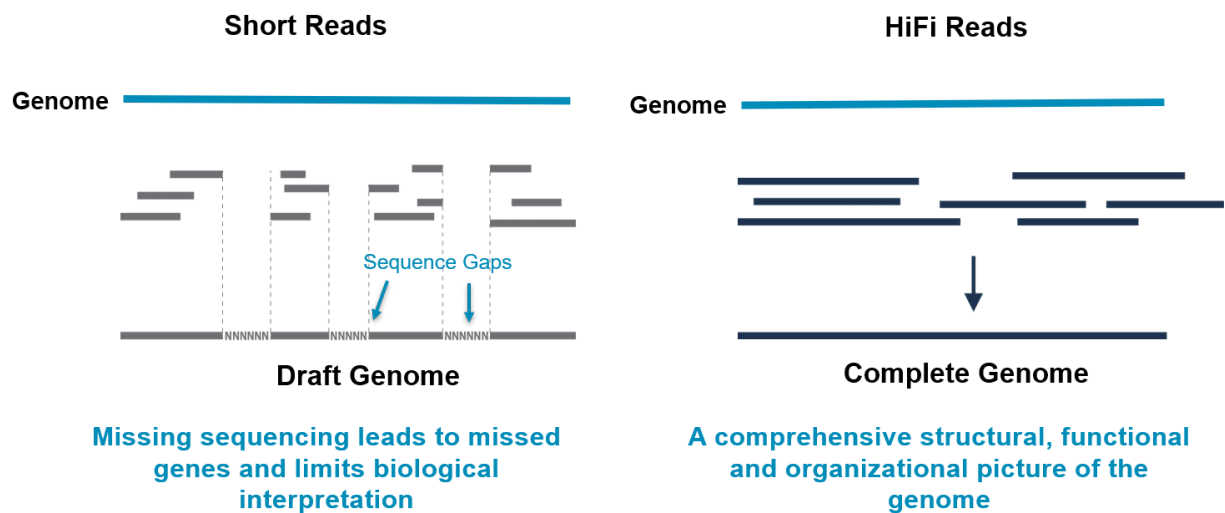 Short Reads
Genome
Sequence Gaps
NNNNNN
NNNNN
NNNNNN
Draft Genome
Missing sequencing leads to missed
genes and limits biological
interpretation
HiFi Reads
Genome
Complete Genome
A comprehensive structural, functional
and organizational picture of the
genome